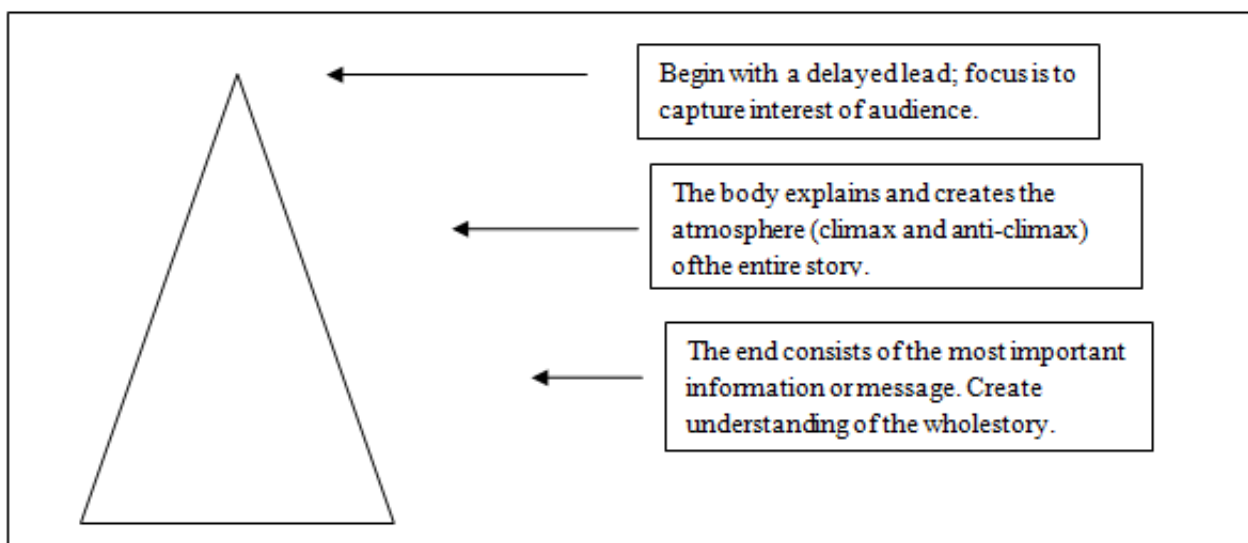 Begin with a delayed lead; focus is to
capture interest of audience.
The body explains and creates the
atmosphere (climax and anti-climax)
ofthe entire story.
The end consists of the most important
information or message. Create
understanding of the wholestory.